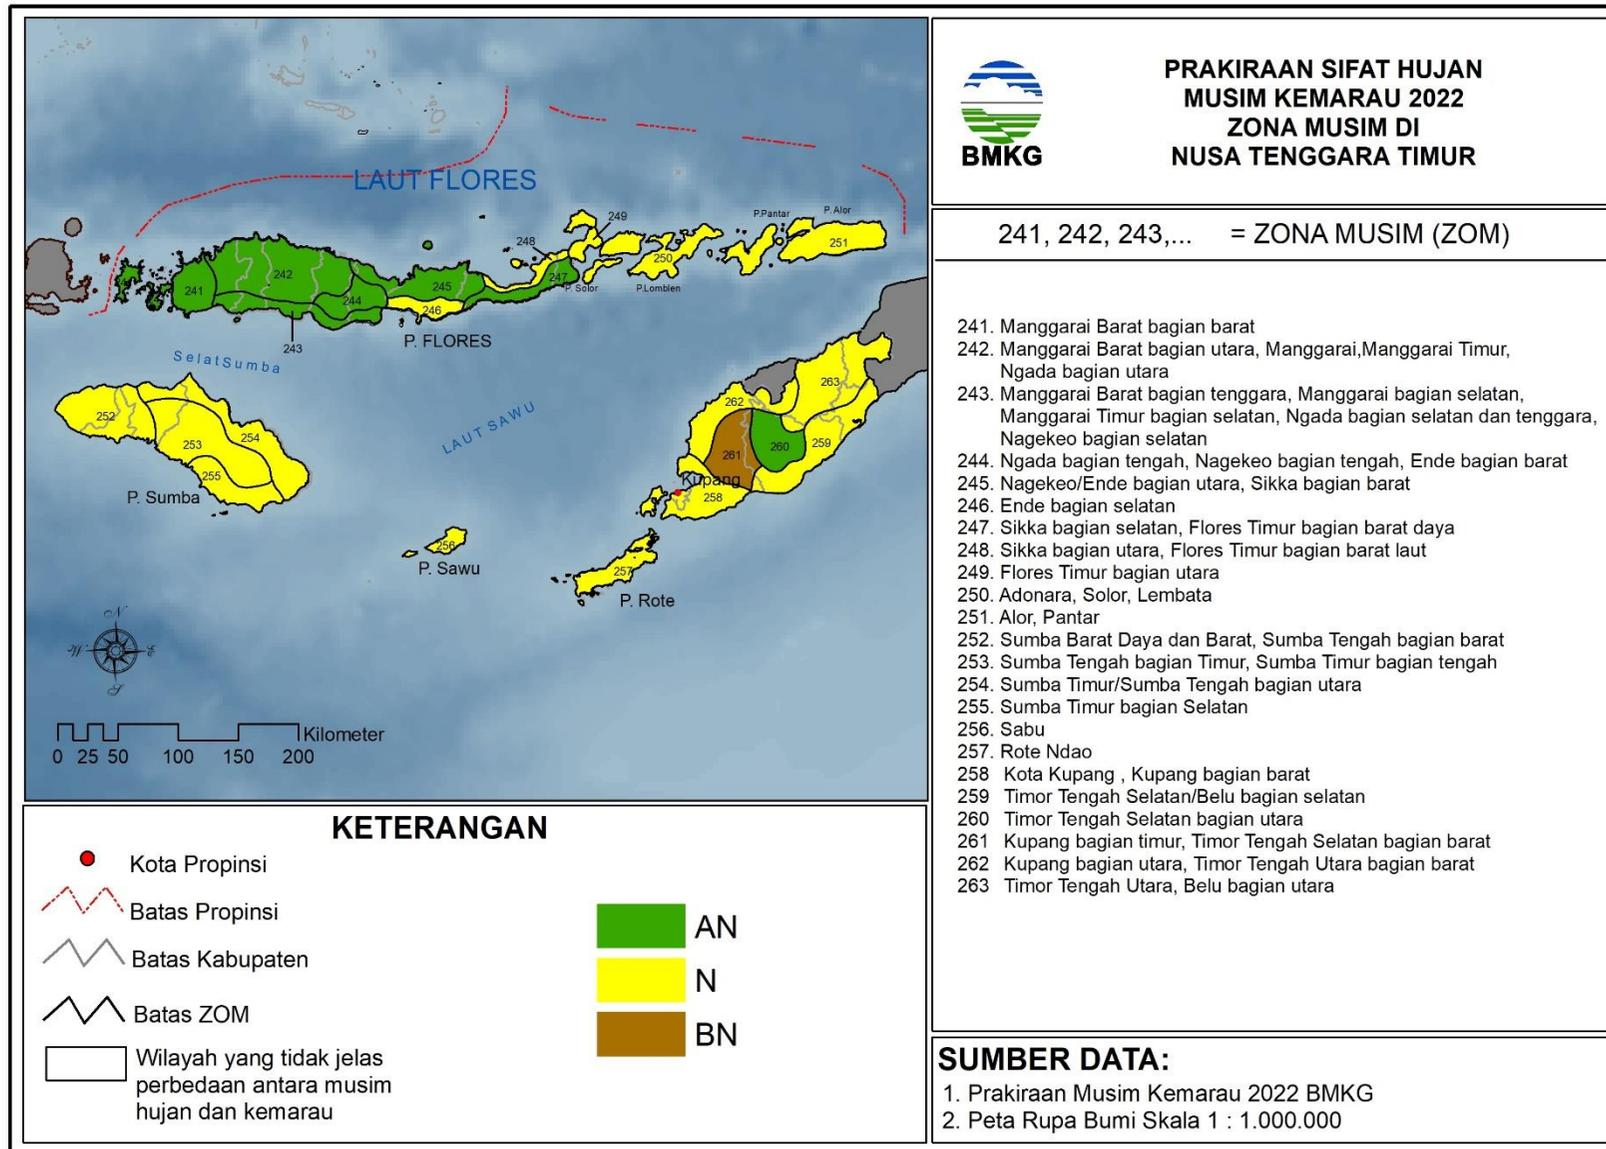 LAUT FLORES
249
P.Pantar
P. Alor
248
251
250
242
247
241
245
244
P. Solor
P.Lomblen
246
243
P. FLORES
SelatSumba
263
262
252
LAUT SAWU
254
253
260
259
261
255
Kupang
P. Sumba
258
256
P. Sawu
257
P. Rote
N
W
E
S
Kilometer
0 25 50 100 150 200
BMKG
PRAKIRAAN SIFAT HUJAN
MUSIM KEMARAU 2022
ZONA MUSIM DI
NUSA TENGGARA TIMUR
241, 242, 243,... = ZONA MUSIM (ZOM)
241. Manggarai Barat bagian barat
242. Manggarai Barat bagian utara, Manggarai,Manggarai Timur,
Ngada bagian utara
243. Manggarai Barat bagian tenggara, Manggarai bagian selatan,
Manggarai Timur bagian selatan, Ngada bagian selatan dan tenggara,
Nagekeo bagian selatan
244. Ngada bagian tengah, Nagekeo bagian tengah, Ende bagian barat
245. Nagekeo/Ende bagian utara, Sikka bagian barat
246. Ende bagian selatan
247. Sikka bagian selatan, Flores Timur bagian barat daya
248. Sikka bagian utara, Flores Timur bagian barat laut
249. Flores Timur bagian utara
250. Adonara, Solor, Lembata
251. Alor, Pantar
252. Sumba Barat Daya dan Barat, Sumba Tengah bagian barat
253. Sumba Tengah bagian Timur, Sumba Timur bagian tengah
254. Sumba Timur/Sumba Tengah bagian utara
255. Sumba Timur bagian Selatan
256. Sabu
257. Rote Ndao
258 Kota Kupang , Kupang bagian barat
259 Timor Tengah Selatan/Belu bagian selatan
260 Timor Tengah Selatan bagian utara
261 Kupang bagian timur, Timor Tengah Selatan bagian barat
262 Kupang bagian utara, Timor Tengah Utara bagian barat
263 Timor Tengah Utara, Belu bagian utara
KETERANGAN
Kota Propinsi
Batas Propinsi
Batas Kabupaten
Batas ZOM
Wilayah yang tidak jelas
perbedaan antara musim
hujan dan kemarau
AN
N
BN
SUMBER DATA:
1. Prakiraan Musim Kemarau 2022 BMKG
2. Peta Rupa Bumi Skala 1 : 1.000.000